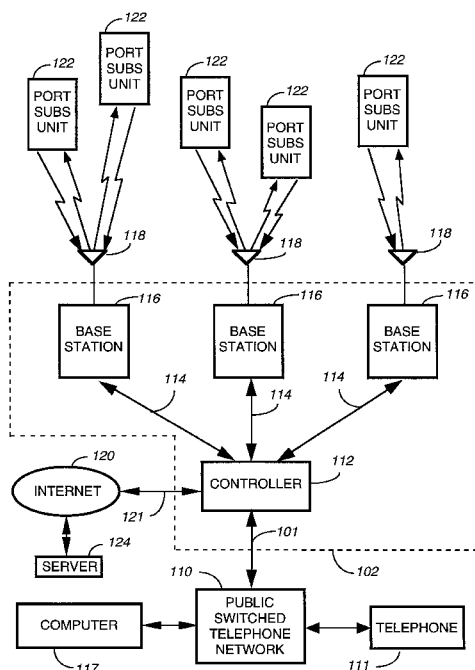 122
PORT
SUBS
UNIT
122
PORT
SUBS
UNIT
122
PORT
SUBS
UNIT
122
PORT
SUBS
UNIT
122
PORT
SUBS
UNIT
118
118
118
116
BASE
STATION
116
BASE
STATION
116
BASE
STATION
114
114
114
120
INTERNET
121
112
CONTROLLER
124
SERVER
101
102
110
PUBLIC
SWITCHED
TELEPHONE
NETWORK
COMPUTER
117
TELEPHONE
111